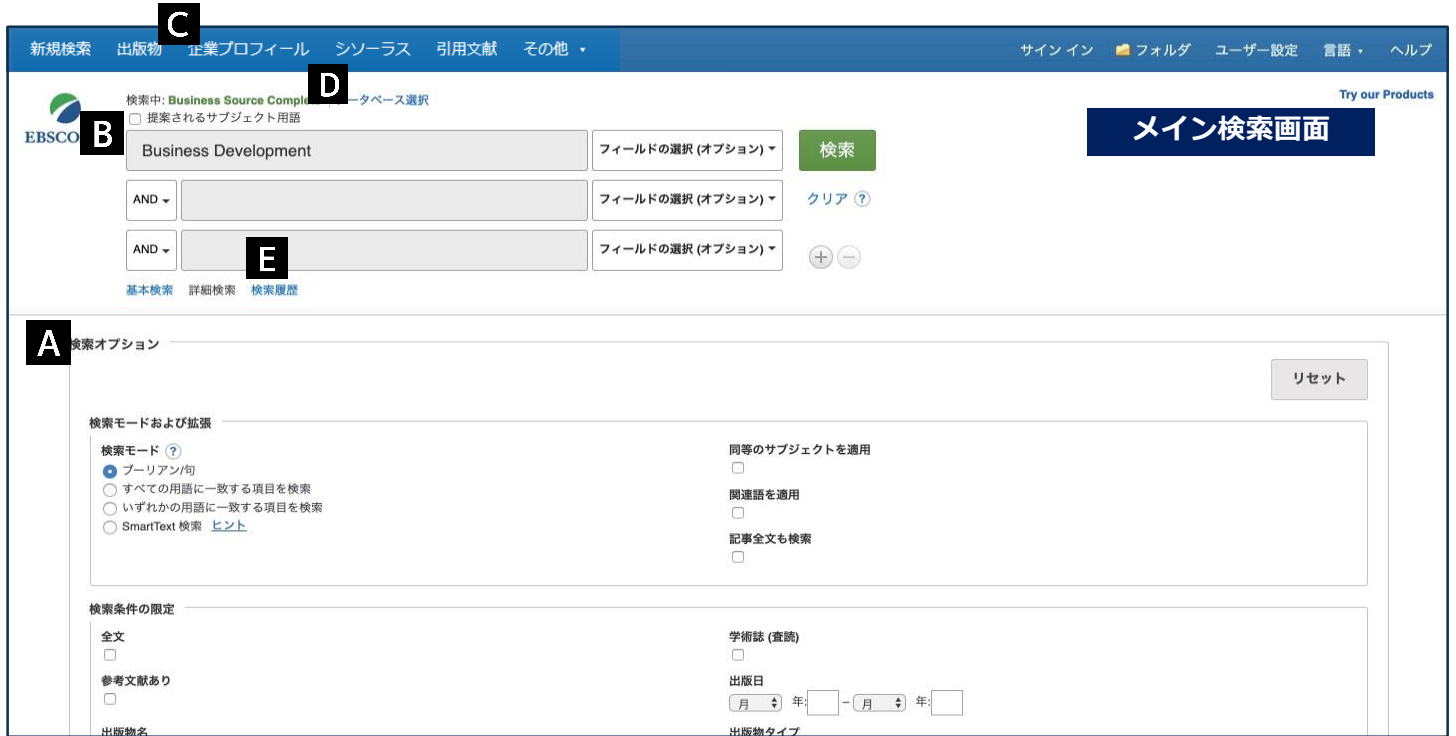 C
新規検索 出版物 企業プロフィール シソーラス 引用文献 その他 サイン イン フォルダ ユーザー設定 言語 ヘルプ
D
検索中: Business Source Comple ータベース選択
Try our Products
提案されるサブジェクト用語
EBSCO
B
メイン検索画面
Business Development フィールドの選択 (オプション) 検索
AND フィールドの選択 (オプション) クリア ?
AND フィールドの選択 (オプション) + −
E
基本検索 詳細検索 検索履歴
A 検索オプション
リセット
検索モードおよび拡張
検索モード ?
ブーリアン/句
すべての用語に一致する項目を検索
いずれかの用語に一致する項目を検索
SmartText 検索 ヒント
同等のサブジェクトを適用
関連語を適用
記事全文も検索
検索条件の限定
全文
学術誌 (査読)
参考文献あり
出版日
月 年: – 月 年:
出版物名
出版物タイプ